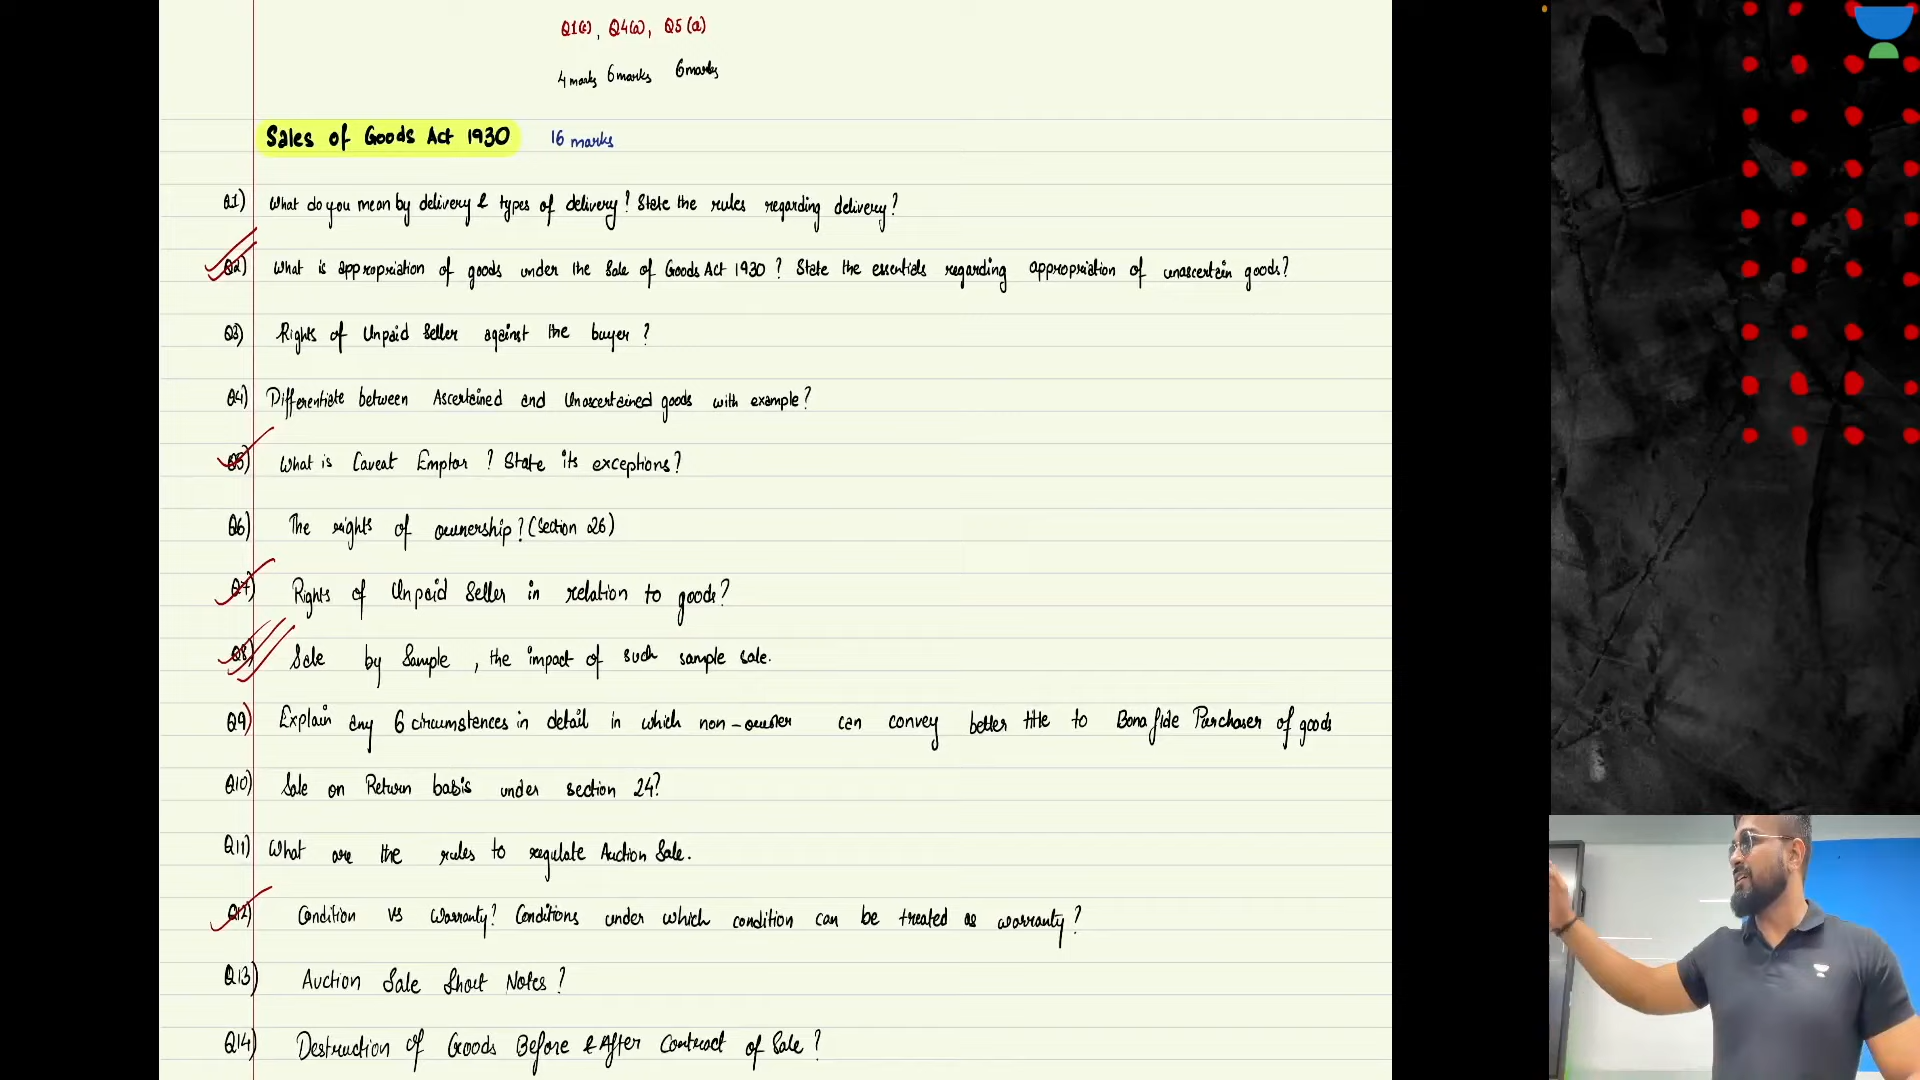 Q1(c), Q4(a), Q5(a)
4 marks 6 marks 6 marks
Sales of Goods Act 1930 16 marks
Q1) What do you mean by delivery & types of delivery? State the rules regarding delivery?
Q2) What is appropriation of goods under the Sale of Goods Act 1930 ? State the essentials regarding appropriation of unascertain goods?
Q3) Rights of Unpaid Seller against the buyer ?
Q4) Differentiate between Ascertained and Unascertained goods with example?
Q5) What is Caveat Emptor ? State its exceptions?
Q6) The rights of ownership? (Section 26)
Q7) Rights of Unpaid Seller in relation to goods?
Q8) Sale by Sample , the impact of such sample sale.
Q9) Explain any 6 circumstances in detail in which non-owner can convey better title to Bonafide Purchaser of goods
Q10) Sale on Return basis under section 24?
Q11) What are the rules to regulate Auction Sale.
Q12) Condition vs Warranty? Conditions under which condition can be treated as warranty?
Q13) Auction Sale Short Notes ?
Q14) Destruction of Goods Before & After Contract of Sale ?